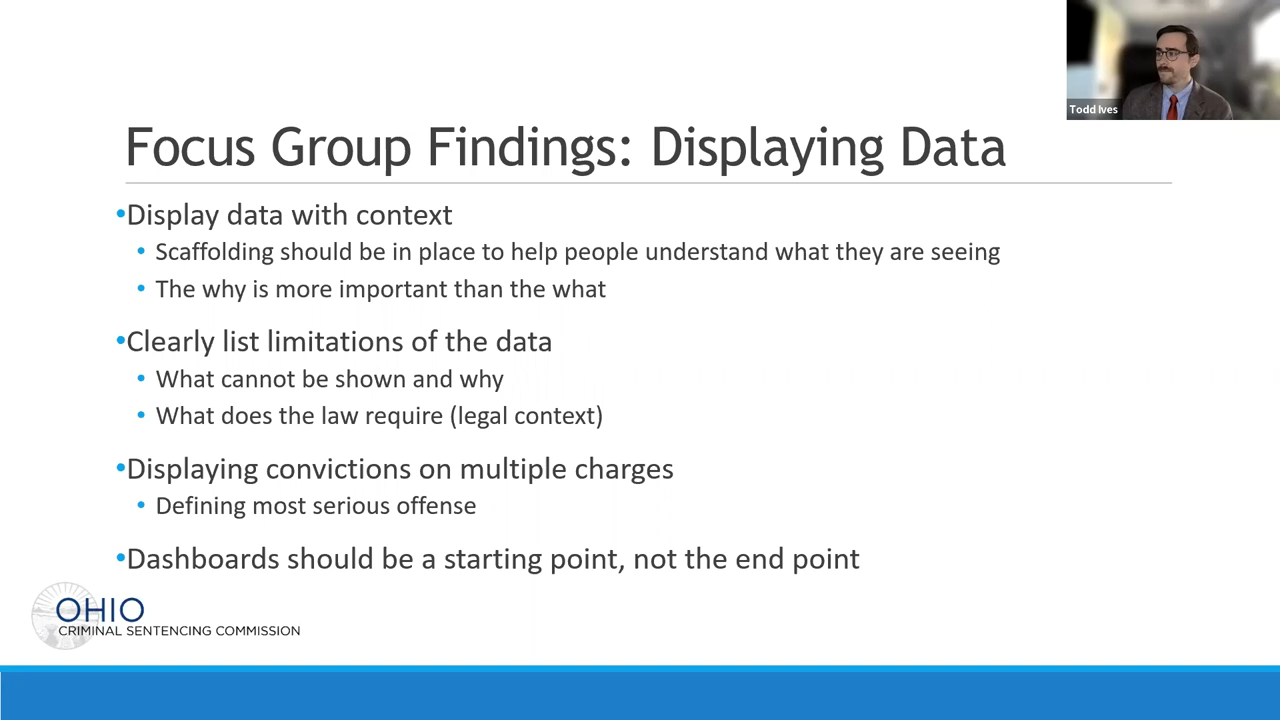 Todd Ives
Focus Group Findings: Displaying Data
•Display data with context
• Scaffolding should be in place to help people understand what they are seeing
• The why is more important than the what
•Clearly list limitations of the data
• What cannot be shown and why
• What does the law require (legal context)
•Displaying convictions on multiple charges
• Defining most serious offense
•Dashboards should be a starting point, not the end point
OHIO
CRIMINAL SENTENCING COMMISSION